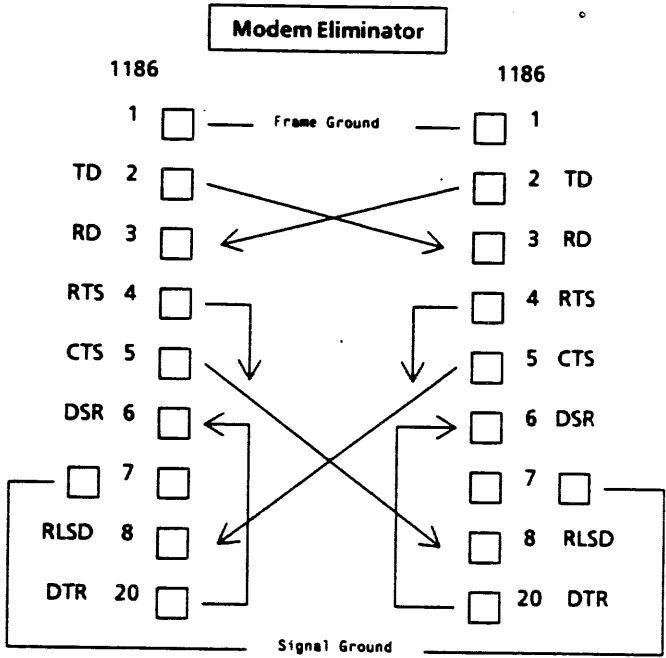 Modem Eliminator
1186 1186
1 Frame Ground 1
TD 2 2 TD
RD 3 3 RD
RTS 4 4 RTS
CTS 5 5 CTS
DSR 6 6 DSR
7 7
RLSD 8 8 RLSD
DTR 20 20 DTR
Signal Ground